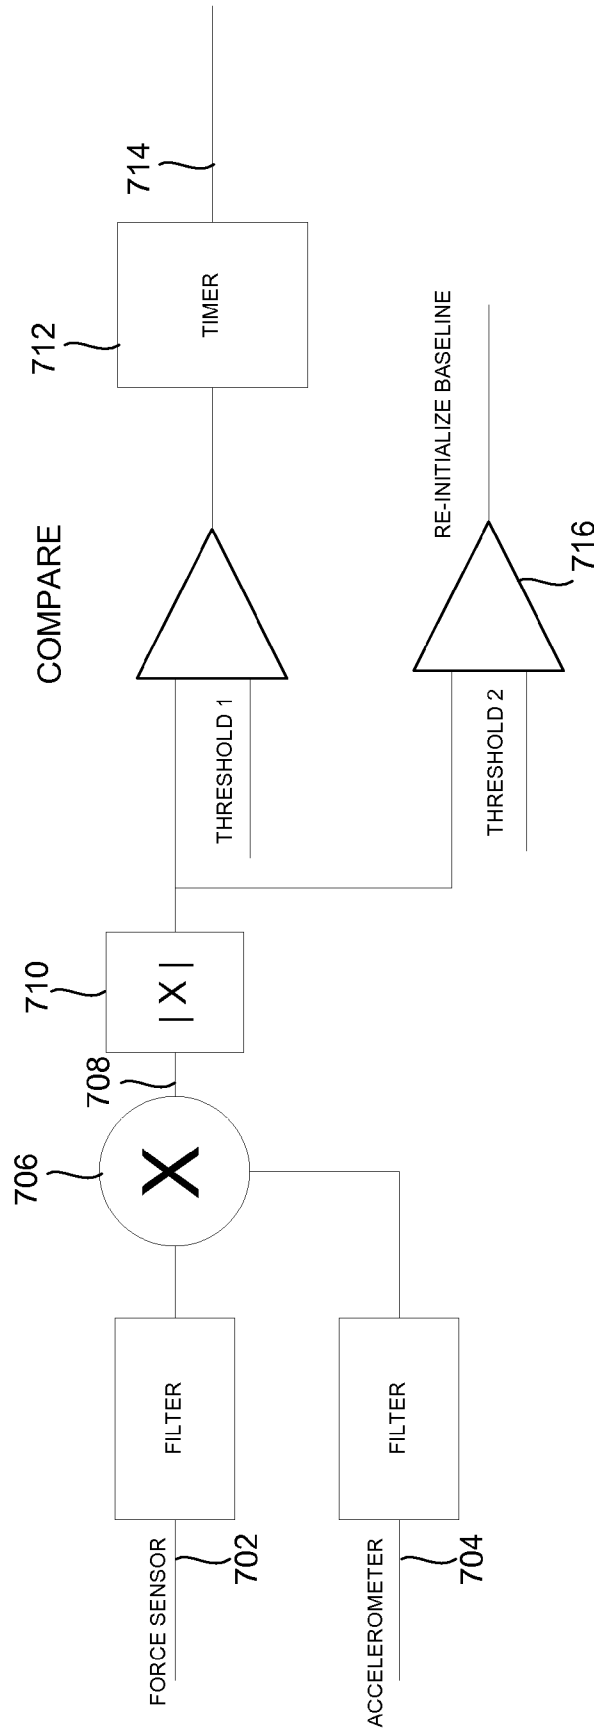 FORCE SENSOR
702
FILTER
ACCELEROMETER
704
FILTER
706
X
708
710
|X|
COMPARE
THRESHOLD 1
712
TIMER
714
THRESHOLD 2
716
RE-INITIALIZE BASELINE